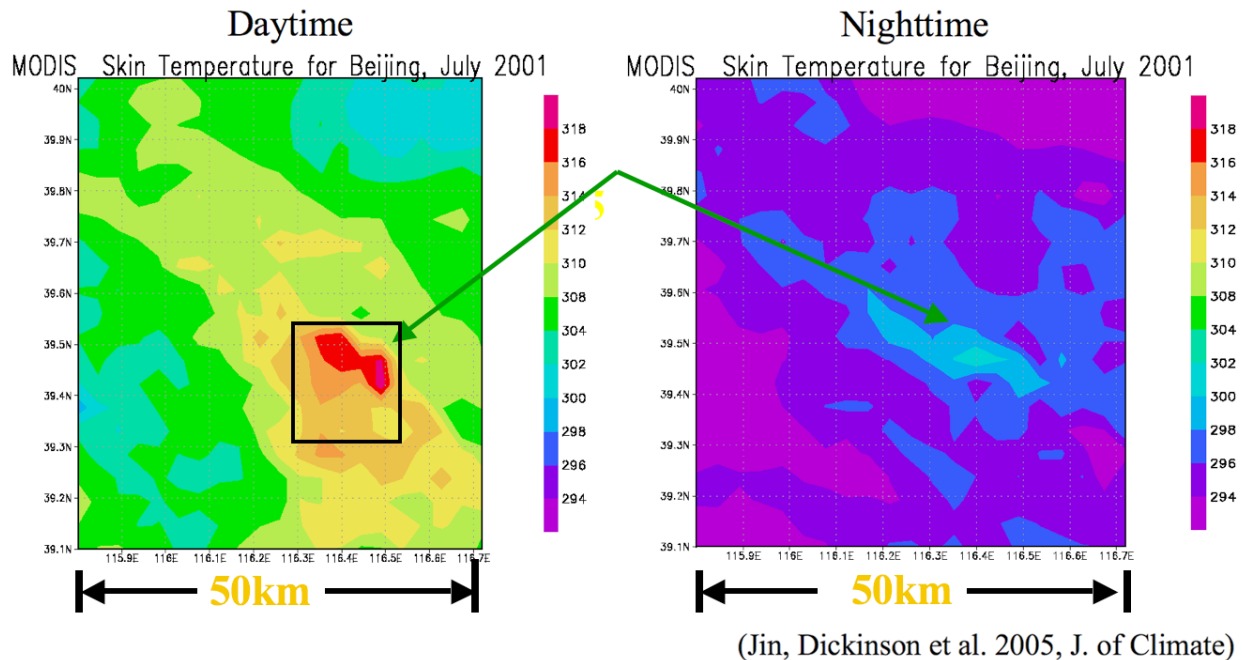 Daytime
Nighttime
MODIS Skin Temperature for Beijing, July 2001
MODIS Skin Temperature for Beijing, July 2001
40N
39.9N
39.8N
39.7N
39.6N
39.5N
39.4N
39.3N
39.2N
39.1N
115.9E 116E 116.1E 116.2E 116.3E 116.4E 116.5E 116.6E 116.7E
318
316
314
312
310
308
304
302
300
298
296
294
5
40N
39.9N
39.8N
39.7N
39.6N
39.5N
39.4N
39.3N
39.2N
39.1N
115.9E 116E 116.1E 116.2E 116.3E 116.4E 116.5E 116.6E 116.7E
318
316
314
312
310
308
304
302
300
298
296
294
50km
50km
(Jin, Dickinson et al. 2005, J. of Climate)